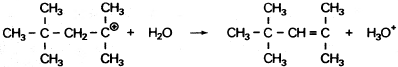 CH₃ CH₃ CH₃ CH₃
CH₃ – C – CH₂ – C⊕ + H₂O → CH₃ – C – CH = C + H₃O⁺
CH₃ CH₃ CH₃ CH₃